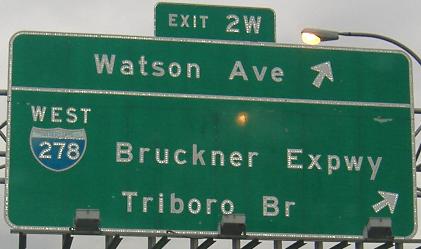 EXIT 2W
Watson Ave
WEST
278
Bruckner Expwy
Triboro Br